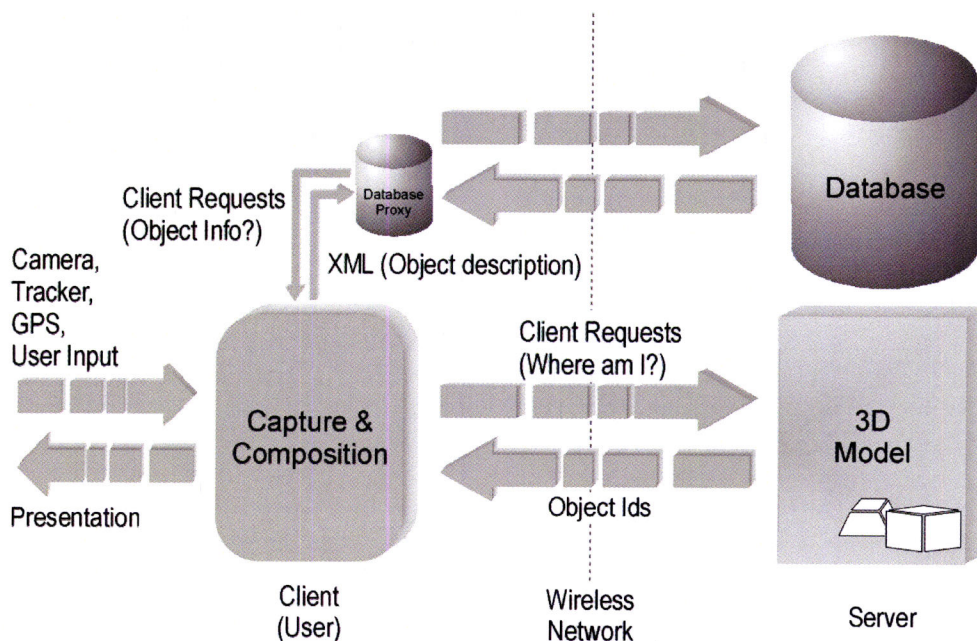 Database
Database
Proxy
Client Requests
(Object Info?)
XML (Object description)
Camera,
Tracker,
GPS,
User Input
Client Requests
(Where am I?)
Capture &
Composition
3D
Model
Presentation
Object Ids
Client
(User)
Wireless
Network
Server